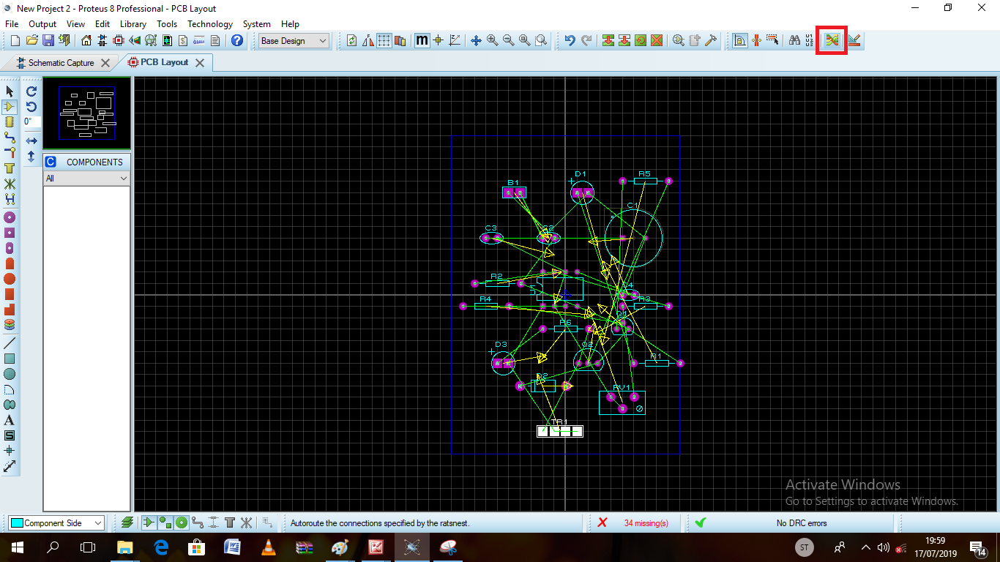 New Project 2 - Proteus 8 Professional - PCB Layout
File Output View Edit Library Tools Technology System Help
Base Design
Schematic Capture
PCB Layout
0°
C COMPONENTS
All
B1
D1
R5
C1
C3
C2
R2
U1
C4
R4
R3
Q1
R6
D3
Q2
R1
D2
RV1
TR1
Activate Windows
Go to Settings to activate Windows.
Component Side
Autoroute the connections specified by the ratsnest.
34 missing(s)
No DRC errors
ST
19:59
17/07/2019
14